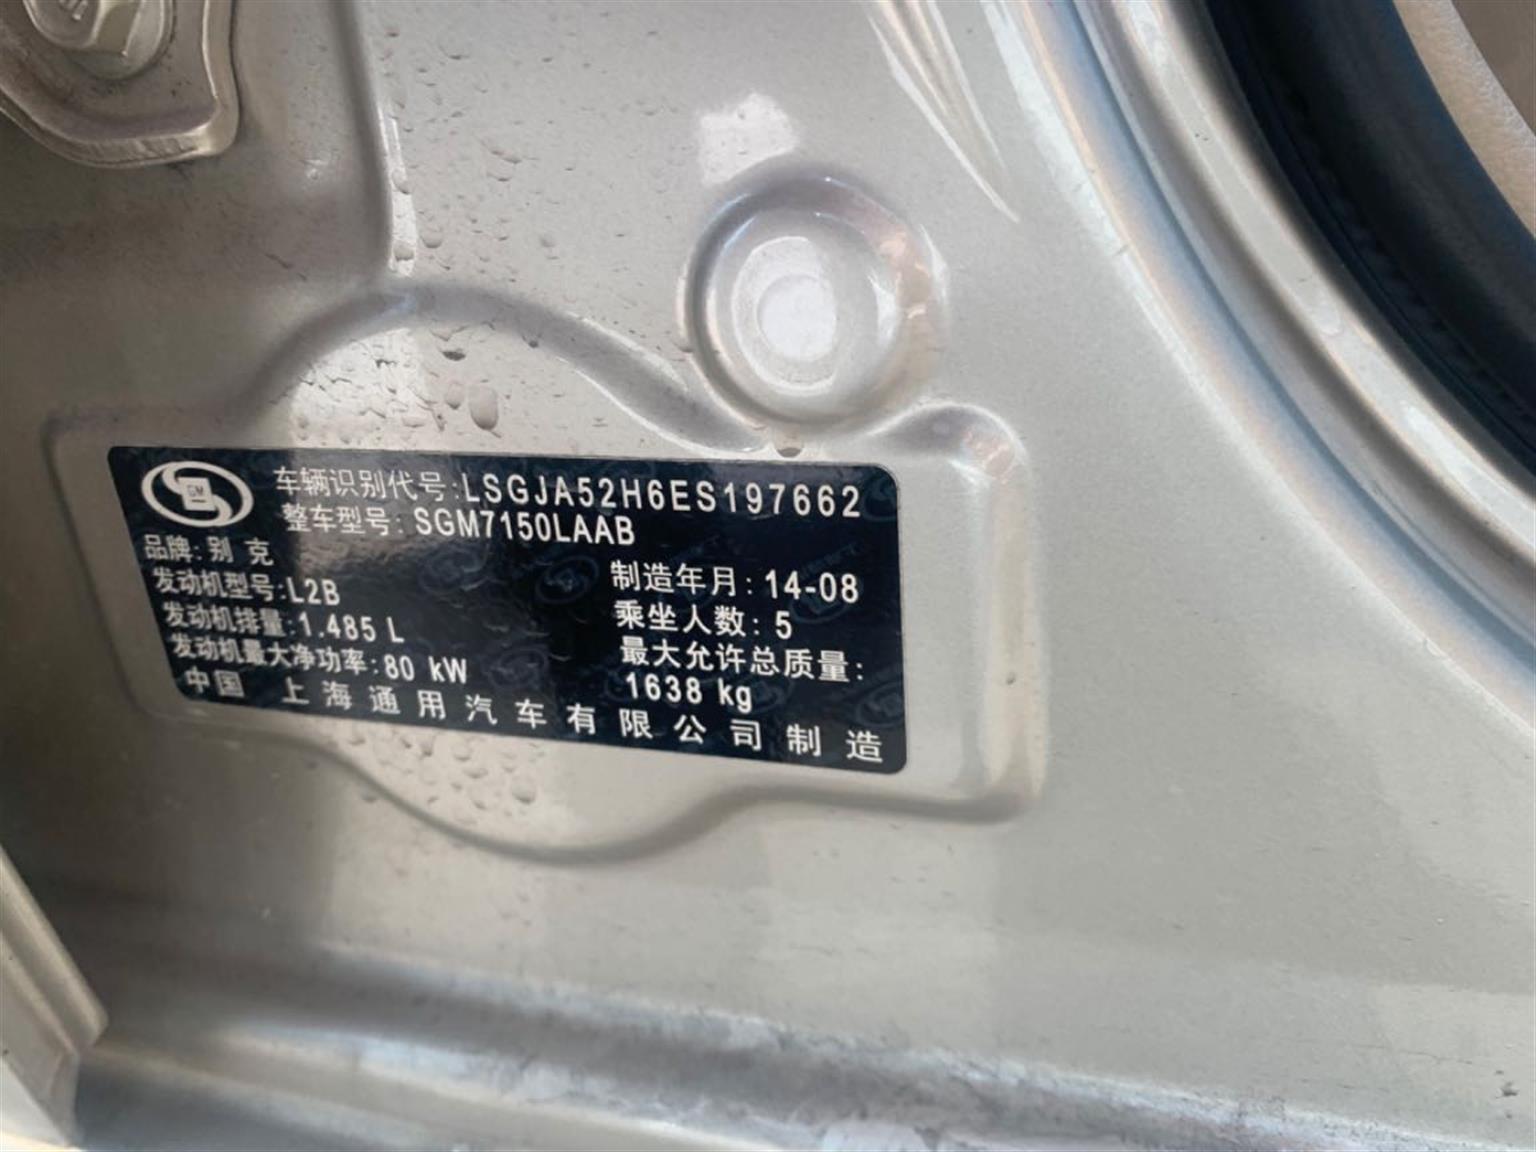 GM
车辆识别代号:LSGJA52H6ES197662
整车型号: SGM7150LAAB
品牌: 别克
发动机型号:L2B
制造年月: 14-08
发动机排量:1.485 L
乘坐人数: 5
发动机最大净功率:80 kW
最大允许总质量:
1638 kg
中国 上海通用汽车有限公司制造